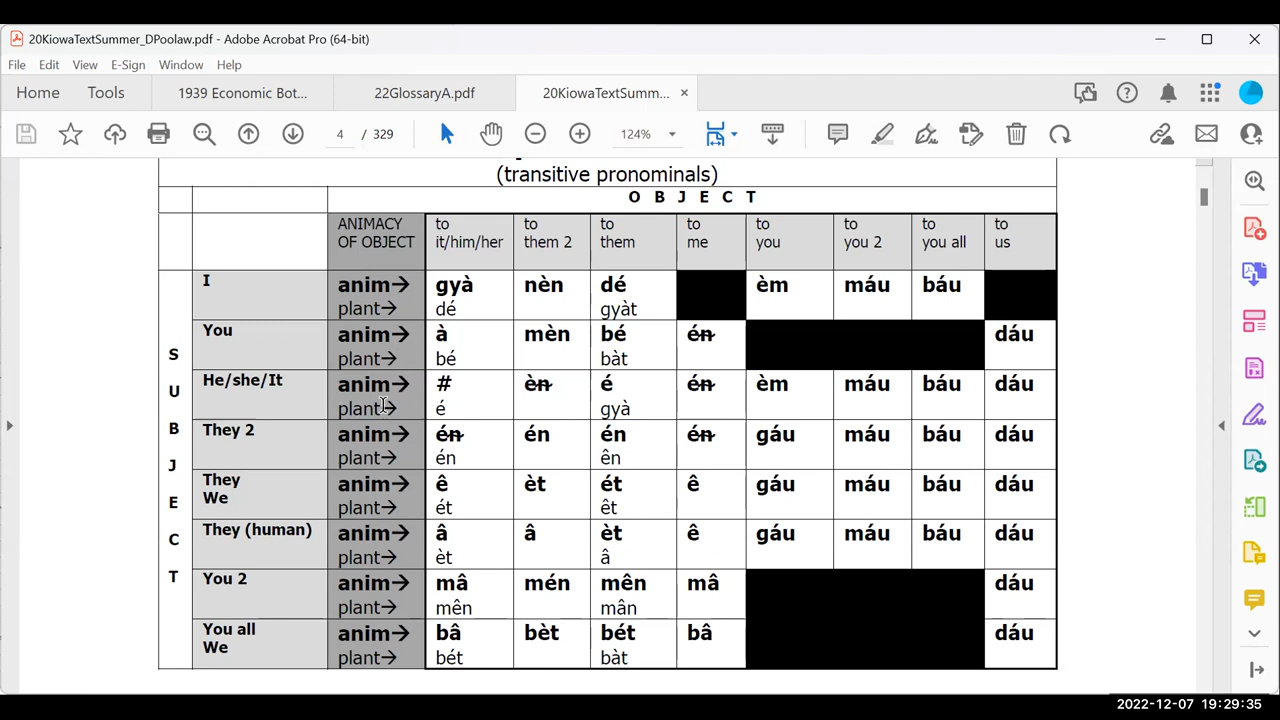 20KiowaTextSummer_DPoolaw.pdf - Adobe Acrobat Pro (64-bit)
File Edit View E-Sign Window Help
Home Tools 1939 Economic Bot... 22GlossaryA.pdf 20KiowaTextSumm... ×
4 / 329 124%
(transitive pronominals)
O B J E C T
ANIMACY OF OBJECT to it/him/her to them 2 to them to me to you to you 2 to you all to us
S U B J E C T
I anim→ gyà nèn dé èm máu báu
plant→ dé gyàt
You anim→ à mèn bé én dáu
plant→ bé bàt
He/she/It anim→ # èn é én èm máu báu dáu
plant→ é gyà
They 2 anim→ én én én én gáu máu báu dáu
plant→ én ên
They We anim→ ê èt ét ê gáu máu báu dáu
plant→ ét êt
They (human) anim→ â â èt ê gáu máu báu dáu
plant→ èt â
You 2 anim→ mâ mén mên mâ dáu
plant→ mên mân
You all We anim→ bâ bèt bét bâ dáu
plant→ bét bàt
2022-12-07 19:29:35